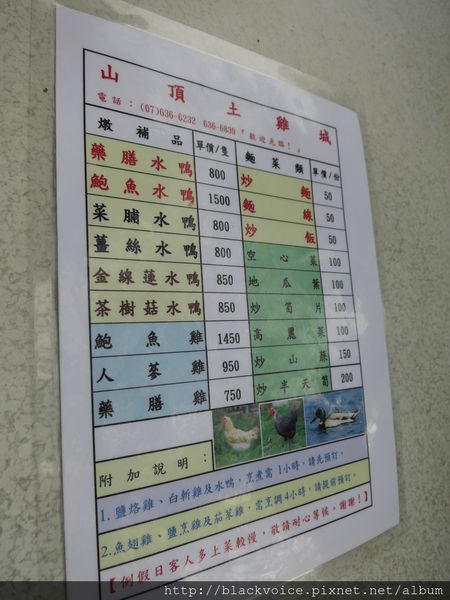 山頂土雞城
電話：(07)636-6232 636-6839『歡迎光臨！』
燉補品 單價/隻 麵菜類 單價/份
藥膳水鴨 800 炒麵 50
鮑魚水鴨 1500 麵線 50
菜脯水鴨 800 炒飯 50
薑絲水鴨 800 空心菜 100
金線蓮水鴨 850 地瓜葉 100
茶樹菇水鴨 850 炒筍片 100
鮑魚雞 1450 高麗菜 100
人蔘雞 950 炒山蘇 150
藥膳雞 750 炒半天筍 200
附加說明：
1.鹽烙雞、白斬雞及水鴨，烹煮需1小時，請先預訂。
2.魚翅雞、鹽烹雞及茄苳雞，需烹調4小時，請提前預訂。
【例假日客人多上菜較慢，敬請耐心等候，謝謝！】
http://blackvoice.pixnet.net/album